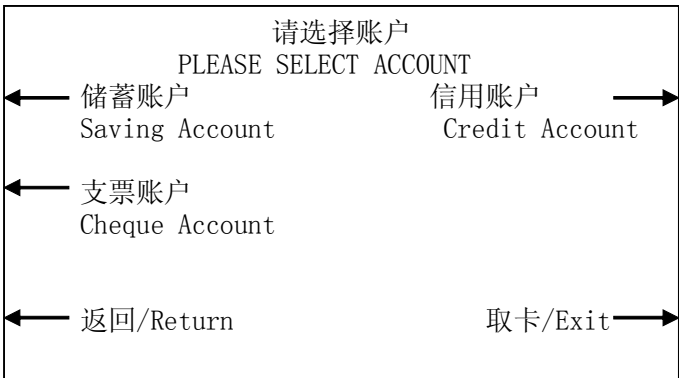 请选择账户
PLEASE SELECT ACCOUNT
储蓄账户 信用账户
Saving Account Credit Account
支票账户
Cheque Account
返回/Return 取卡/Exit